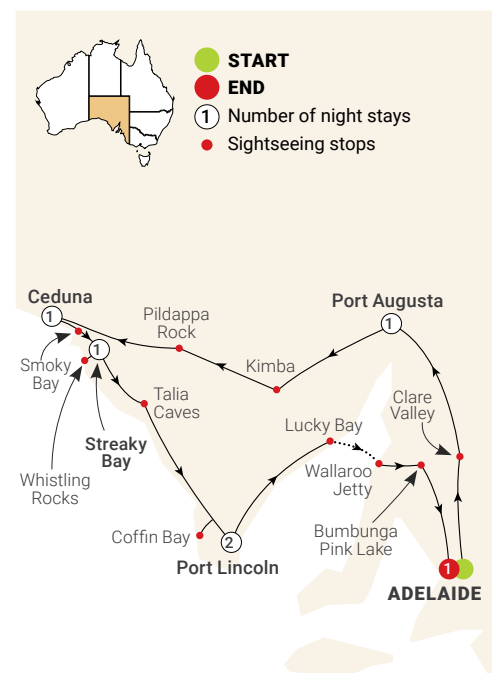 START
END
1 Number of night stays
Sightseeing stops
Ceduna
1
Pildappa
Rock
Port Augusta
1
Smoky
Bay
1
Kimba
Talia
Caves
Clare
Valley
Streaky
Bay
Lucky Bay
Whistling
Rocks
Wallaroo
Jetty
Coffin Bay
2
Port Lincoln
Bumbunga
Pink Lake
1
ADELAIDE